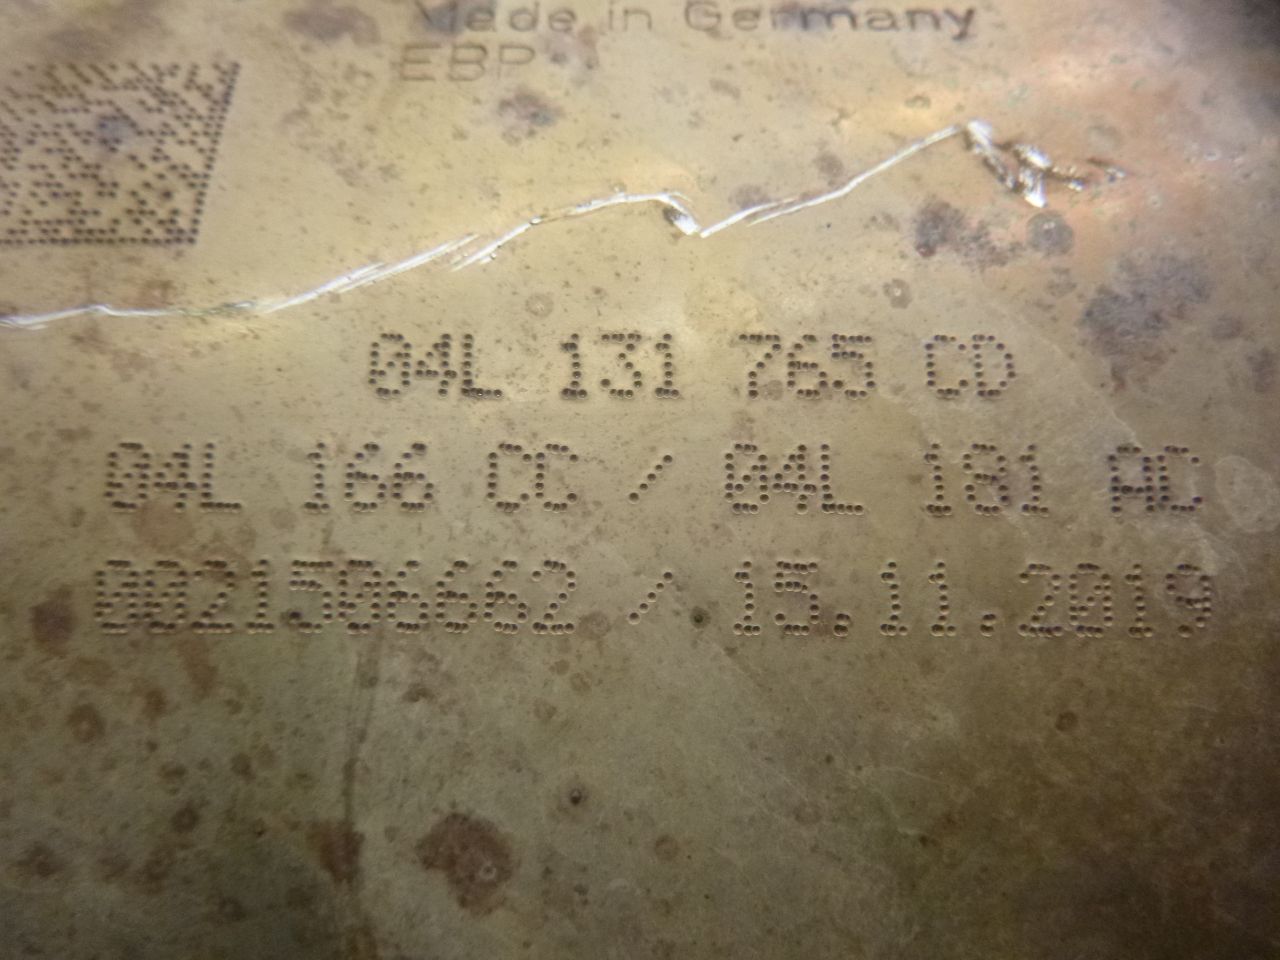 Made in Germany
EBP
04L 131 765 CD
04L 166 CC / 04L 181 AC
0021506662 / 15.11.2019